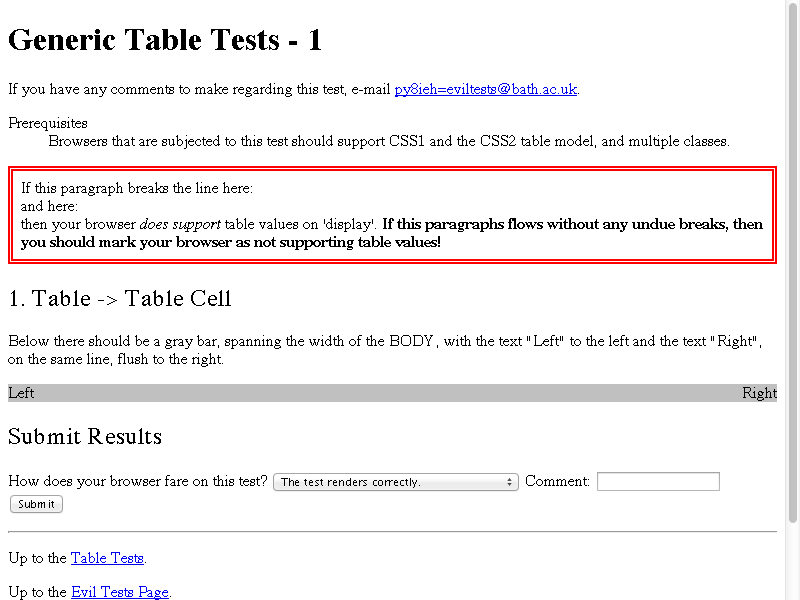 Generic Table Tests - 1
If you have any comments to make regarding this test, e-mail py8ieh=eviltests@bath.ac.uk.
Prerequisites
Browsers that are subjected to this test should support CSS1 and the CSS2 table model, and multiple classes.
If this paragraph breaks the line here:
and here:
then your browser does support table values on 'display'. If this paragraphs flows without any undue breaks, then
you should mark your browser as not supporting table values!
1. Table -> Table Cell
Below there should be a gray bar, spanning the width of the BODY, with the text "Left" to the left and the text "Right",
on the same line, flush to the right.
Left Right
Submit Results
How does your browser fare on this test? The test renders correctly. Comment:
Submit
Up to the Table Tests.
Up to the Evil Tests Page.